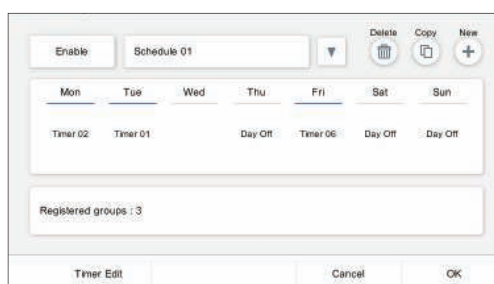 Delete Copy New
Enable Schedule 01
Mon Tue Wed Thu Fri Sat Sun
Timer 02 Timer 01 Day Off Timer 06 Day Off Day Off
Registered groups : 3
Timer Edit Cancel OK